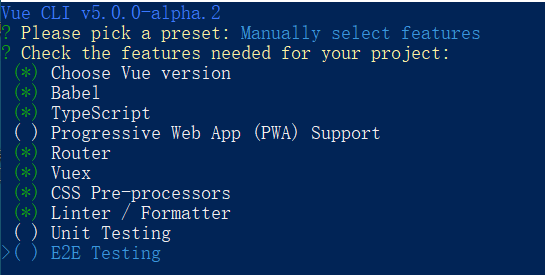 Vue CLI v5.0.0-alpha.2
? Please pick a preset: Manually select features
? Check the features needed for your project:
(*) Choose Vue version
(*) Babel
(*) TypeScript
( ) Progressive Web App (PWA) Support
(*) Router
(*) Vuex
(*) CSS Pre-processors
(*) Linter / Formatter
( ) Unit Testing
>( ) E2E Testing